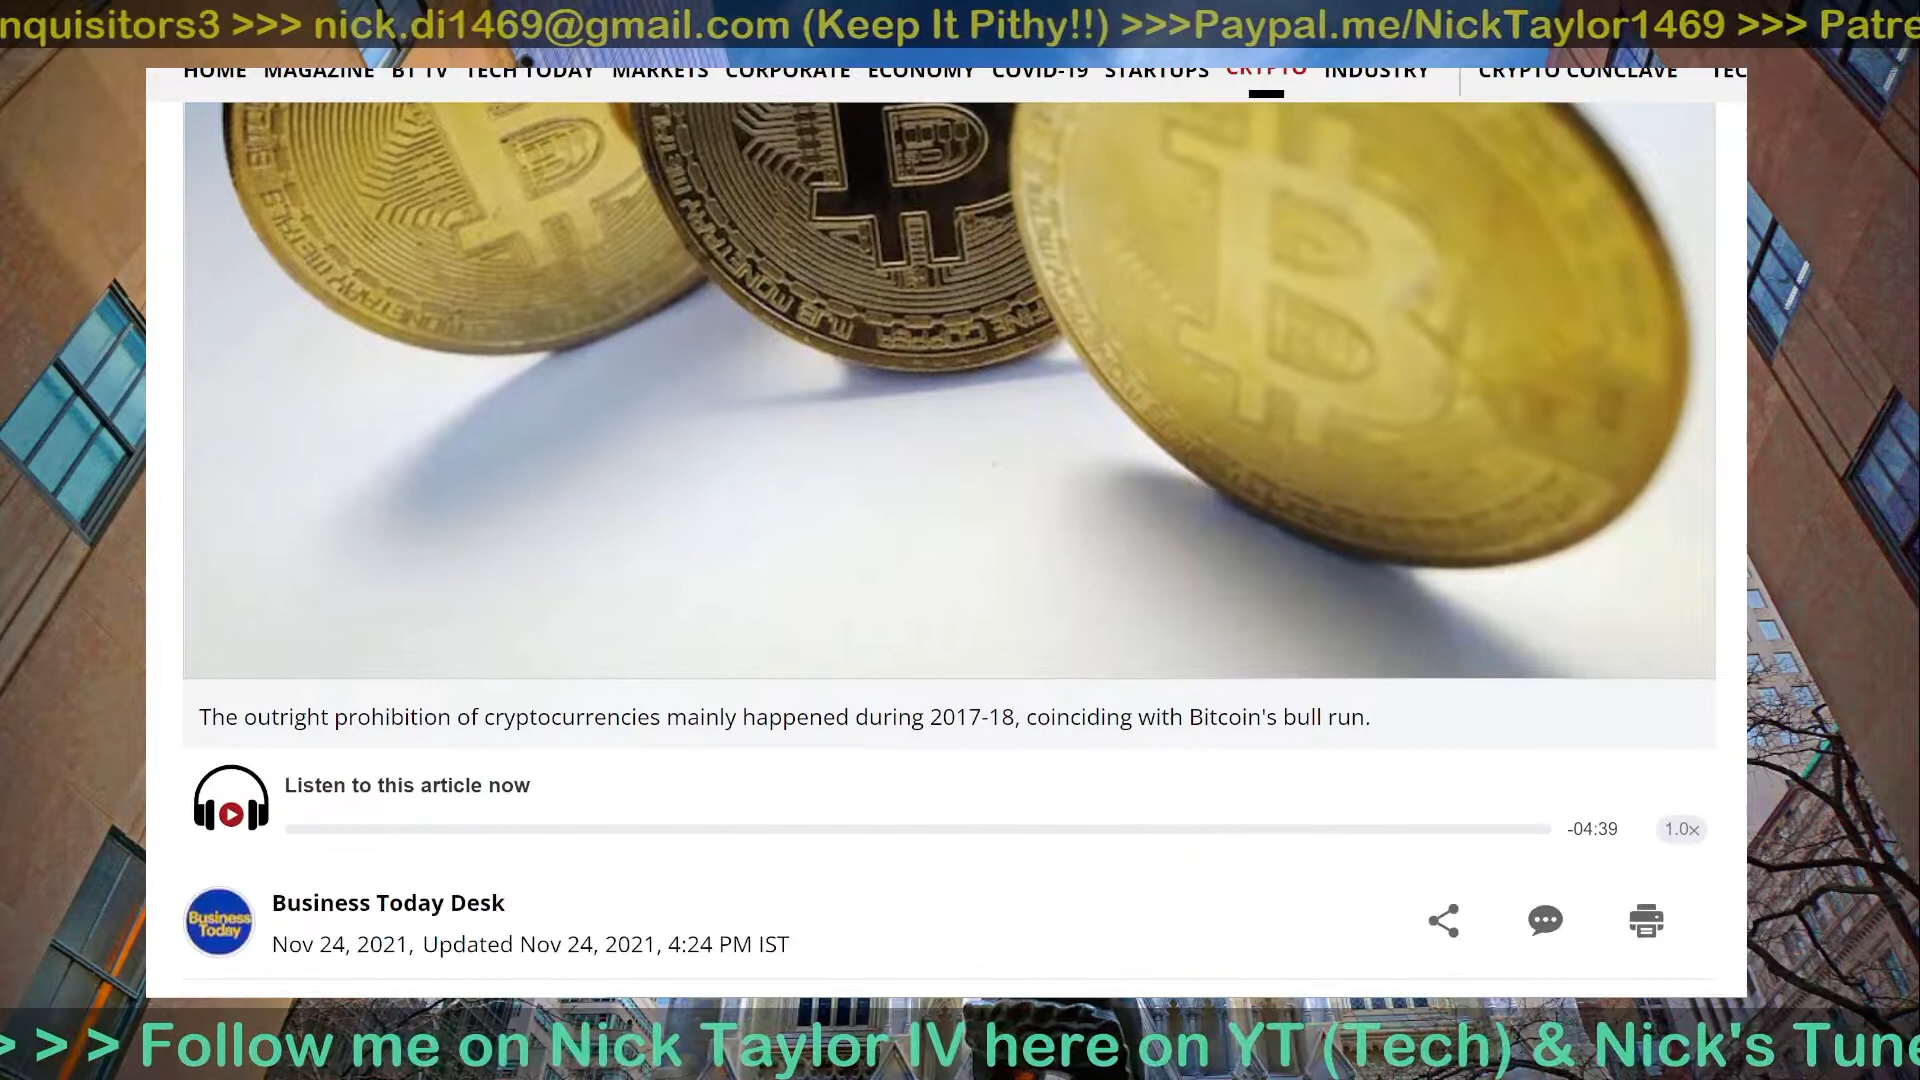 nquisitors3 >>> nick.di1469@gmail.com (Keep It Pithy!!) >>>Paypal.me/NickTaylor1469 >>> Patre
HOME MAGAZINE BT TV TECH TODAY MARKETS CORPORATE ECONOMY COVID-19 STARTUPS CRYPTO INDUSTRY CRYPTO CONCLAVE TEC
The outright prohibition of cryptocurrencies mainly happened during 2017-18, coinciding with Bitcoin's bull run.
Listen to this article now
-04:39 1.0x
Business Today
Business Today Desk
Nov 24, 2021, Updated Nov 24, 2021, 4:24 PM IST
> > > Follow me on Nick Taylor IV here on YT (Tech) & Nick's Tune